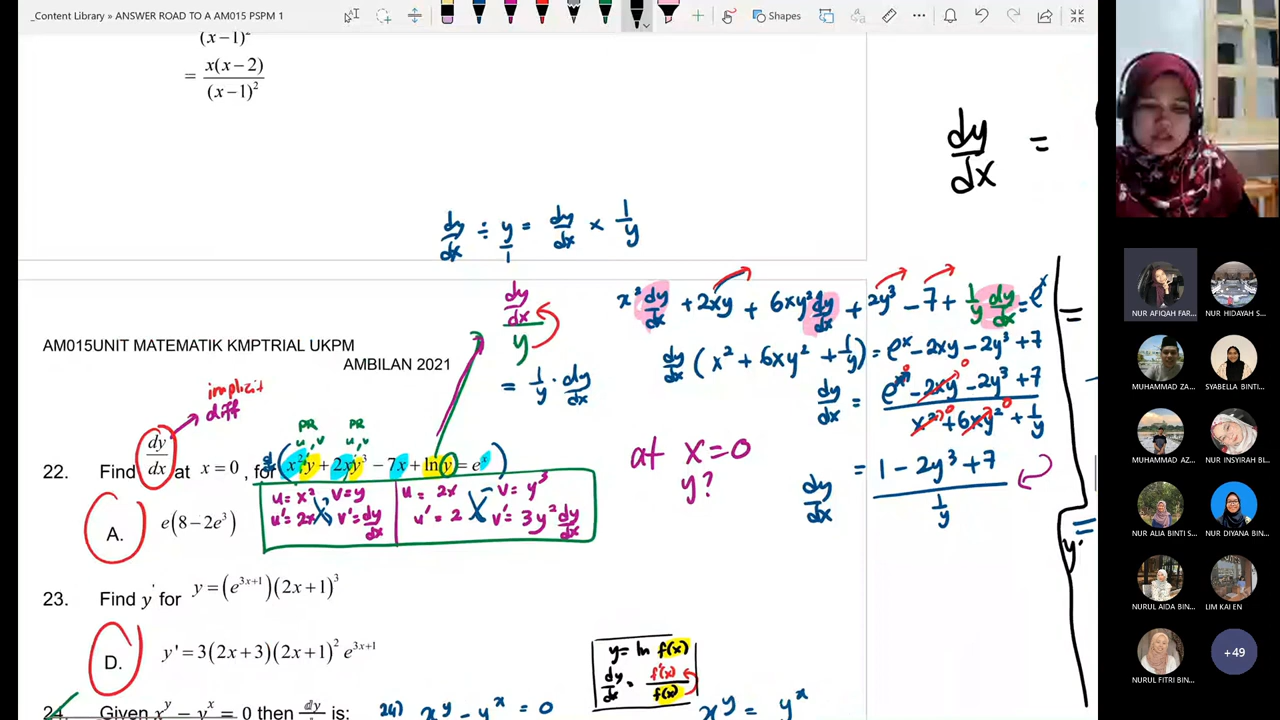 _Content Library » ANSWER ROAD TO A AM015 PSPM 1
Shapes
(x−1)²
= x(x−2) / (x−1)²
dy/dx =
dy/dx ÷ y/1 = dy/dx × 1/y
dy/dx / y
= 1/y · dy/dx
x² dy/dx + 2xy + 6xy² dy/dx + 2y³ − 7 + 1/y dy/dx = eˣ
dy/dx (x² + 6xy² + 1/y) = eˣ − 2xy − 2y³ + 7
dy/dx = (eˣ − 2xy − 2y³ + 7) / (x² + 6xy² + 1/y)
dy/dx = (1 − 2y³ + 7) / (1/y)
at x=0
y?
AM015UNIT MATEMATIK KMPTRIAL UKPM
AMBILAN 2021
implicit
diff
PR PR
u,v u,v
22. Find dy/dx at x = 0 , for x²y + 2xy³ − 7x + ln y = eˣ
u = x² v = y u = 2x v = y³
u' = 2x v' = dy/dx u' = 2 v' = 3y² dy/dx
A. e(8−2e³)
23. Find y' for y = (e³ˣ⁺¹)(2x+1)³
D. y' = 3(2x+3)(2x+1)² e³ˣ⁺¹
y = ln f(x)
dy/dx = f'(x)/f(x)
24. Given xʸ − yˣ = 0 then dy/dx is:
24) xʸ − yˣ = 0
xʸ = yˣ
=
=
y'
NUR AFIQAH FAR...
NUR HIDAYAH S...
MUHAMMAD ZA...
SYABELLA BINTI...
MUHAMMAD AZ...
NUR INSYIRAH BI...
NUR ALIA BINTI S...
NUR DIYANA BIN...
NURUL AIDA BIN...
LIM KAI EN
NURUL FITRI BIN...
+49